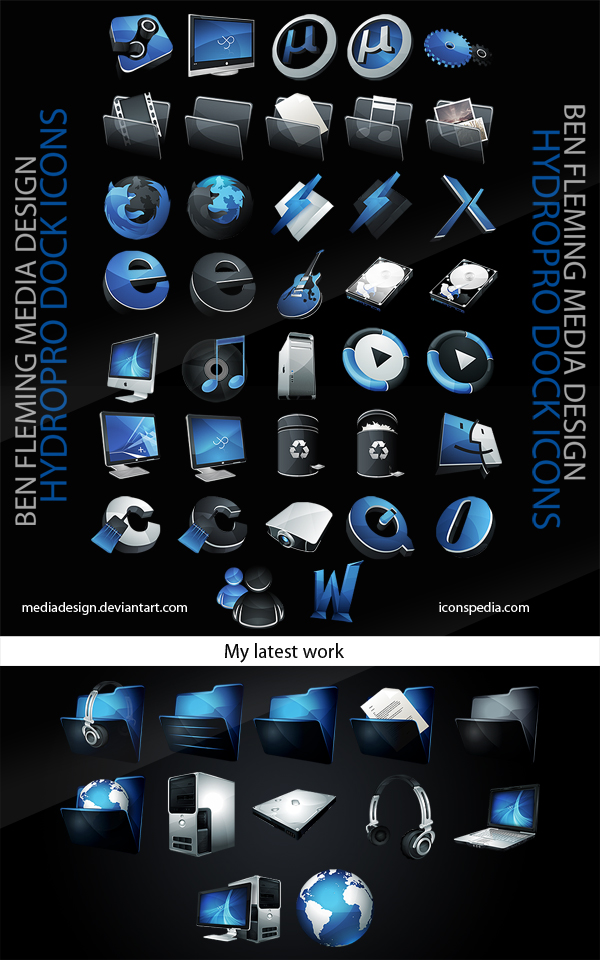 BEN FLEMING MEDIA DESIGN
HYDROPRO DOCK ICONS
BEN FLEMING MEDIA DESIGN
HYDROPRO DOCK ICONS
mediadesign.deviantart.com
iconspedia.com
My latest work